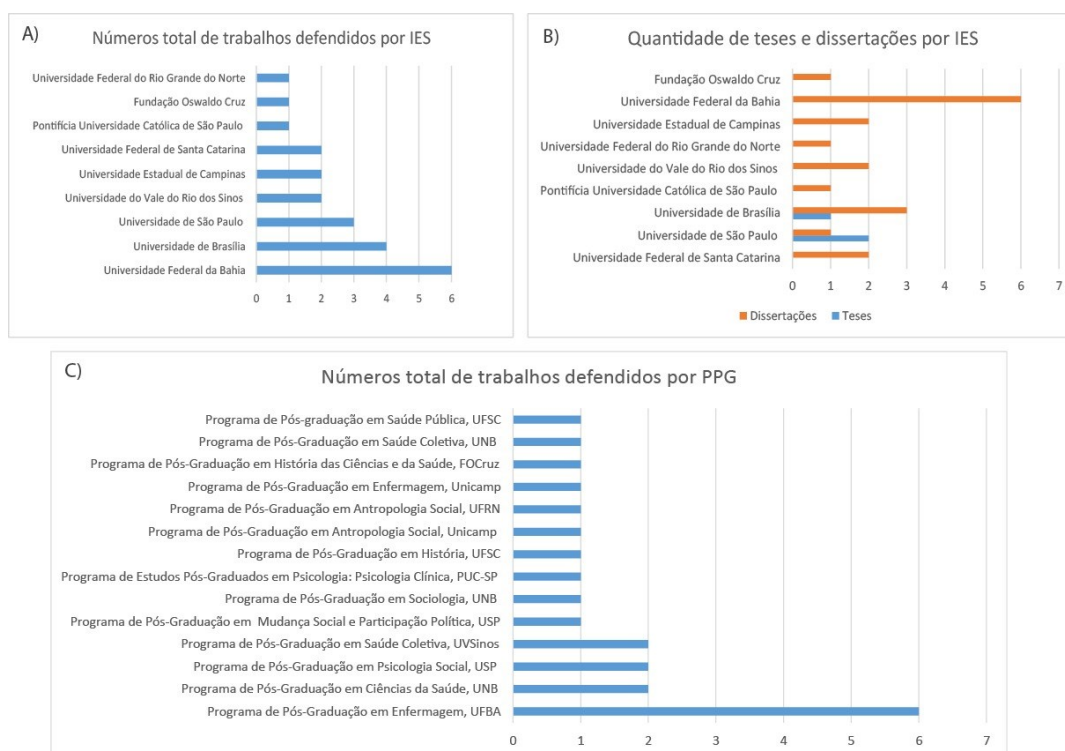 A)
Números total de trabalhos defendidos por IES
Universidade Federal do Rio Grande do Norte
Fundação Oswaldo Cruz
Pontifícia Universidade Católica de São Paulo
Universidade Federal de Santa Catarina
Universidade Estadual de Campinas
Universidade do Vale do Rio dos Sinos
Universidade de São Paulo
Universidade de Brasília
Universidade Federal da Bahia
0 1 2 3 4 5 6
B)
Quantidade de teses e dissertações por IES
Fundação Oswaldo Cruz
Universidade Federal da Bahia
Universidade Estadual de Campinas
Universidade Federal do Rio Grande do Norte
Universidade do Vale do Rio dos Sinos
Pontifícia Universidade Católica de São Paulo
Universidade de Brasília
Universidade de São Paulo
Universidade Federal de Santa Catarina
0 1 2 3 4 5 6 7
Dissertações Teses
C)
Números total de trabalhos defendidos por PPG
Programa de Pós-graduação em Saúde Pública, UFSC
Programa de Pós-Graduação em Saúde Coletiva, UNB
Programa de Pós-Graduação em História das Ciências e da Saúde, FOCruz
Programa de Pós-Graduação em Enfermagem, Unicamp
Programa de Pós-Graduação em Antropologia Social, UFRN
Programa de Pós-Graduação em Antropologia Social, Unicamp
Programa de Pós-Graduação em História, UFSC
Programa de Estudos Pós-Graduados em Psicologia: Psicologia Clínica, PUC-SP
Programa de Pós-Graduação em Sociologia, UNB
Programa de Pós-Graduação em Mudança Social e Participação Política, USP
Programa de Pós-Graduação em Saúde Coletiva, UVSinos
Programa de Pós-Graduação em Psicologia Social, USP
Programa de Pós-Graduação em Ciências da Saúde, UNB
Programa de Pós-Graduação em Enfermagem, UFBA
0 1 2 3 4 5 6 7